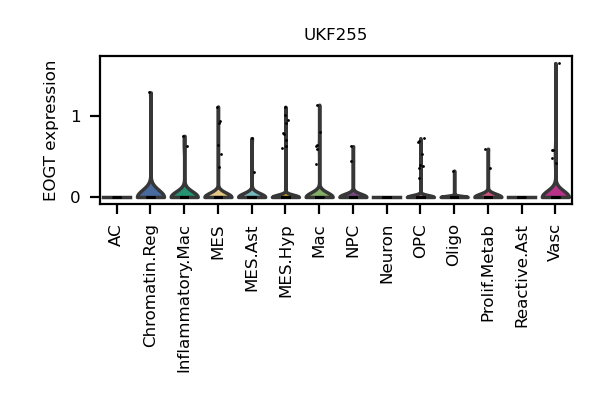 UKF255
EOGT expression
1
0
AC
Chromatin.Reg
Inflammatory.Mac
MES
MES.Ast
MES.Hyp
Mac
NPC
Neuron
OPC
Oligo
Prolif.Metab
Reactive.Ast
Vasc